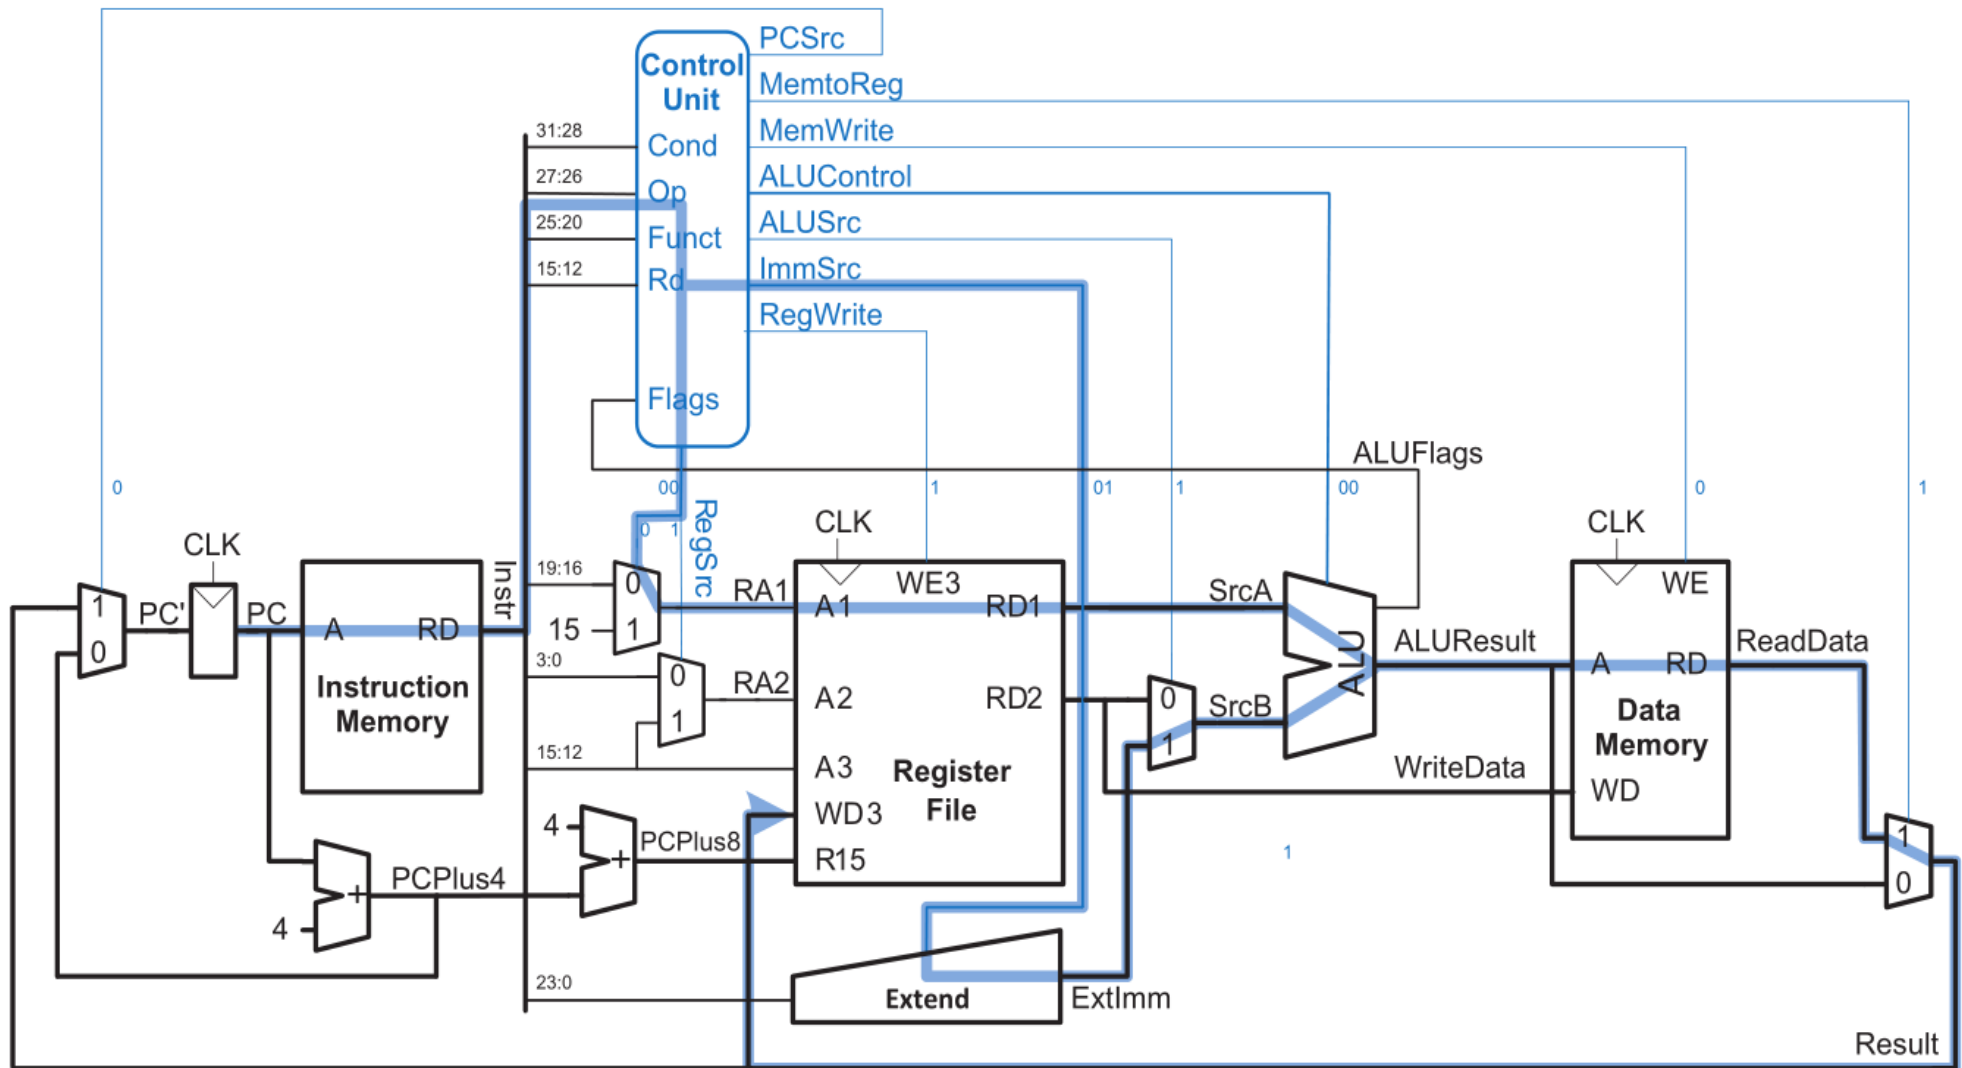 PCSrc
Control
Unit
MemtoReg
31:28
Cond
MemWrite
27:26
Op
ALUControl
25:20
Funct
ALUSrc
15:12
Rd
ImmSrc
RegWrite
Flags
ALUFlags
0
00
1
01
1
00
0
1
RegSrc
0 1
CLK
CLK
CLK
Instr
19:16
0
RA1
WE3
SrcA
WE
1
PC'
PC
A
RD
15
1
A1
RD1
ALU
ALUResult
A
RD
ReadData
0
3:0
0
RA2
A2
RD2
0
SrcB
Instruction
Memory
1
1
Data
Memory
15:12
A3
Register
File
WriteData
WD
4
WD3
+
PCPlus8
R15
1
1
0
PCPlus4
+
4
23:0
Extend
ExtImm
Result